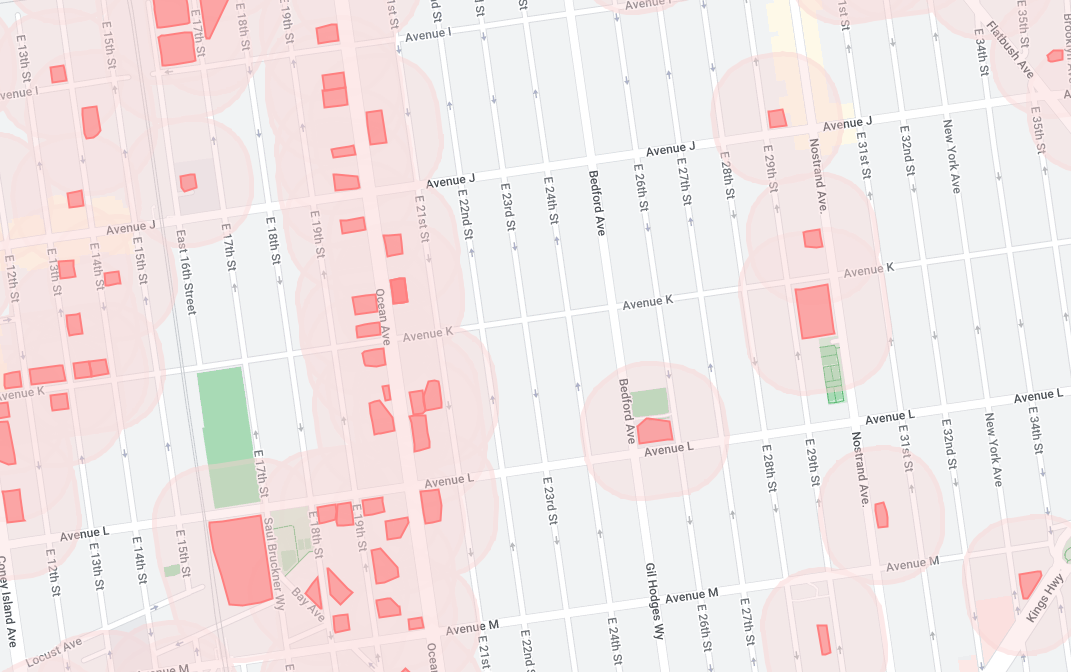 E 13th St
E 15th St
E 17th St
E 18th St
E 19th St
1st St
nd St
St
St
Avenue I
Avenue I
1st St
E 34th St
Flatbush Ave
E 35th St
Brooklyn Ave
venue I
Avenue J
Avenue J
Avenue J
Avenue J
A
E 12th St
E 13th St
E 14th St
E 15th St
East 16th Street
E 17th St
E 18th St
E 19th St
E 21st St
E 22nd St
E 23rd St
E 24th St
Bedford Ave
E 26th St
E 27th St
E 28th St
E 29th St
Nostrand Ave.
E 31st St
E 32nd St
New York Ave
E 35th St
Ocean Ave
Avenue K
Avenue K
Avenue K
Avenue K
Bedford Ave
Avenue L
Avenue L
Avenue L
Avenue L
Avenue L
Coney Island Ave
E 12th St
E 13th St
E 14th St
E 15th St
E 17th St
Saul Bruckner Wy
E 18th St
E 19th St
Bay Ave
E 23rd St
E 28th St
E 29th St
Nostrand Ave.
E 31st St
E 32nd St
New York Ave
E 34th St
Avenue M
Avenue M
Avenue M
Avenue M
Locust Ave
E
Ocean
E 21st
E 22nd
E 24th St
Gil Hodges Wy
E 26th St
E 27th St
Kings Hwy